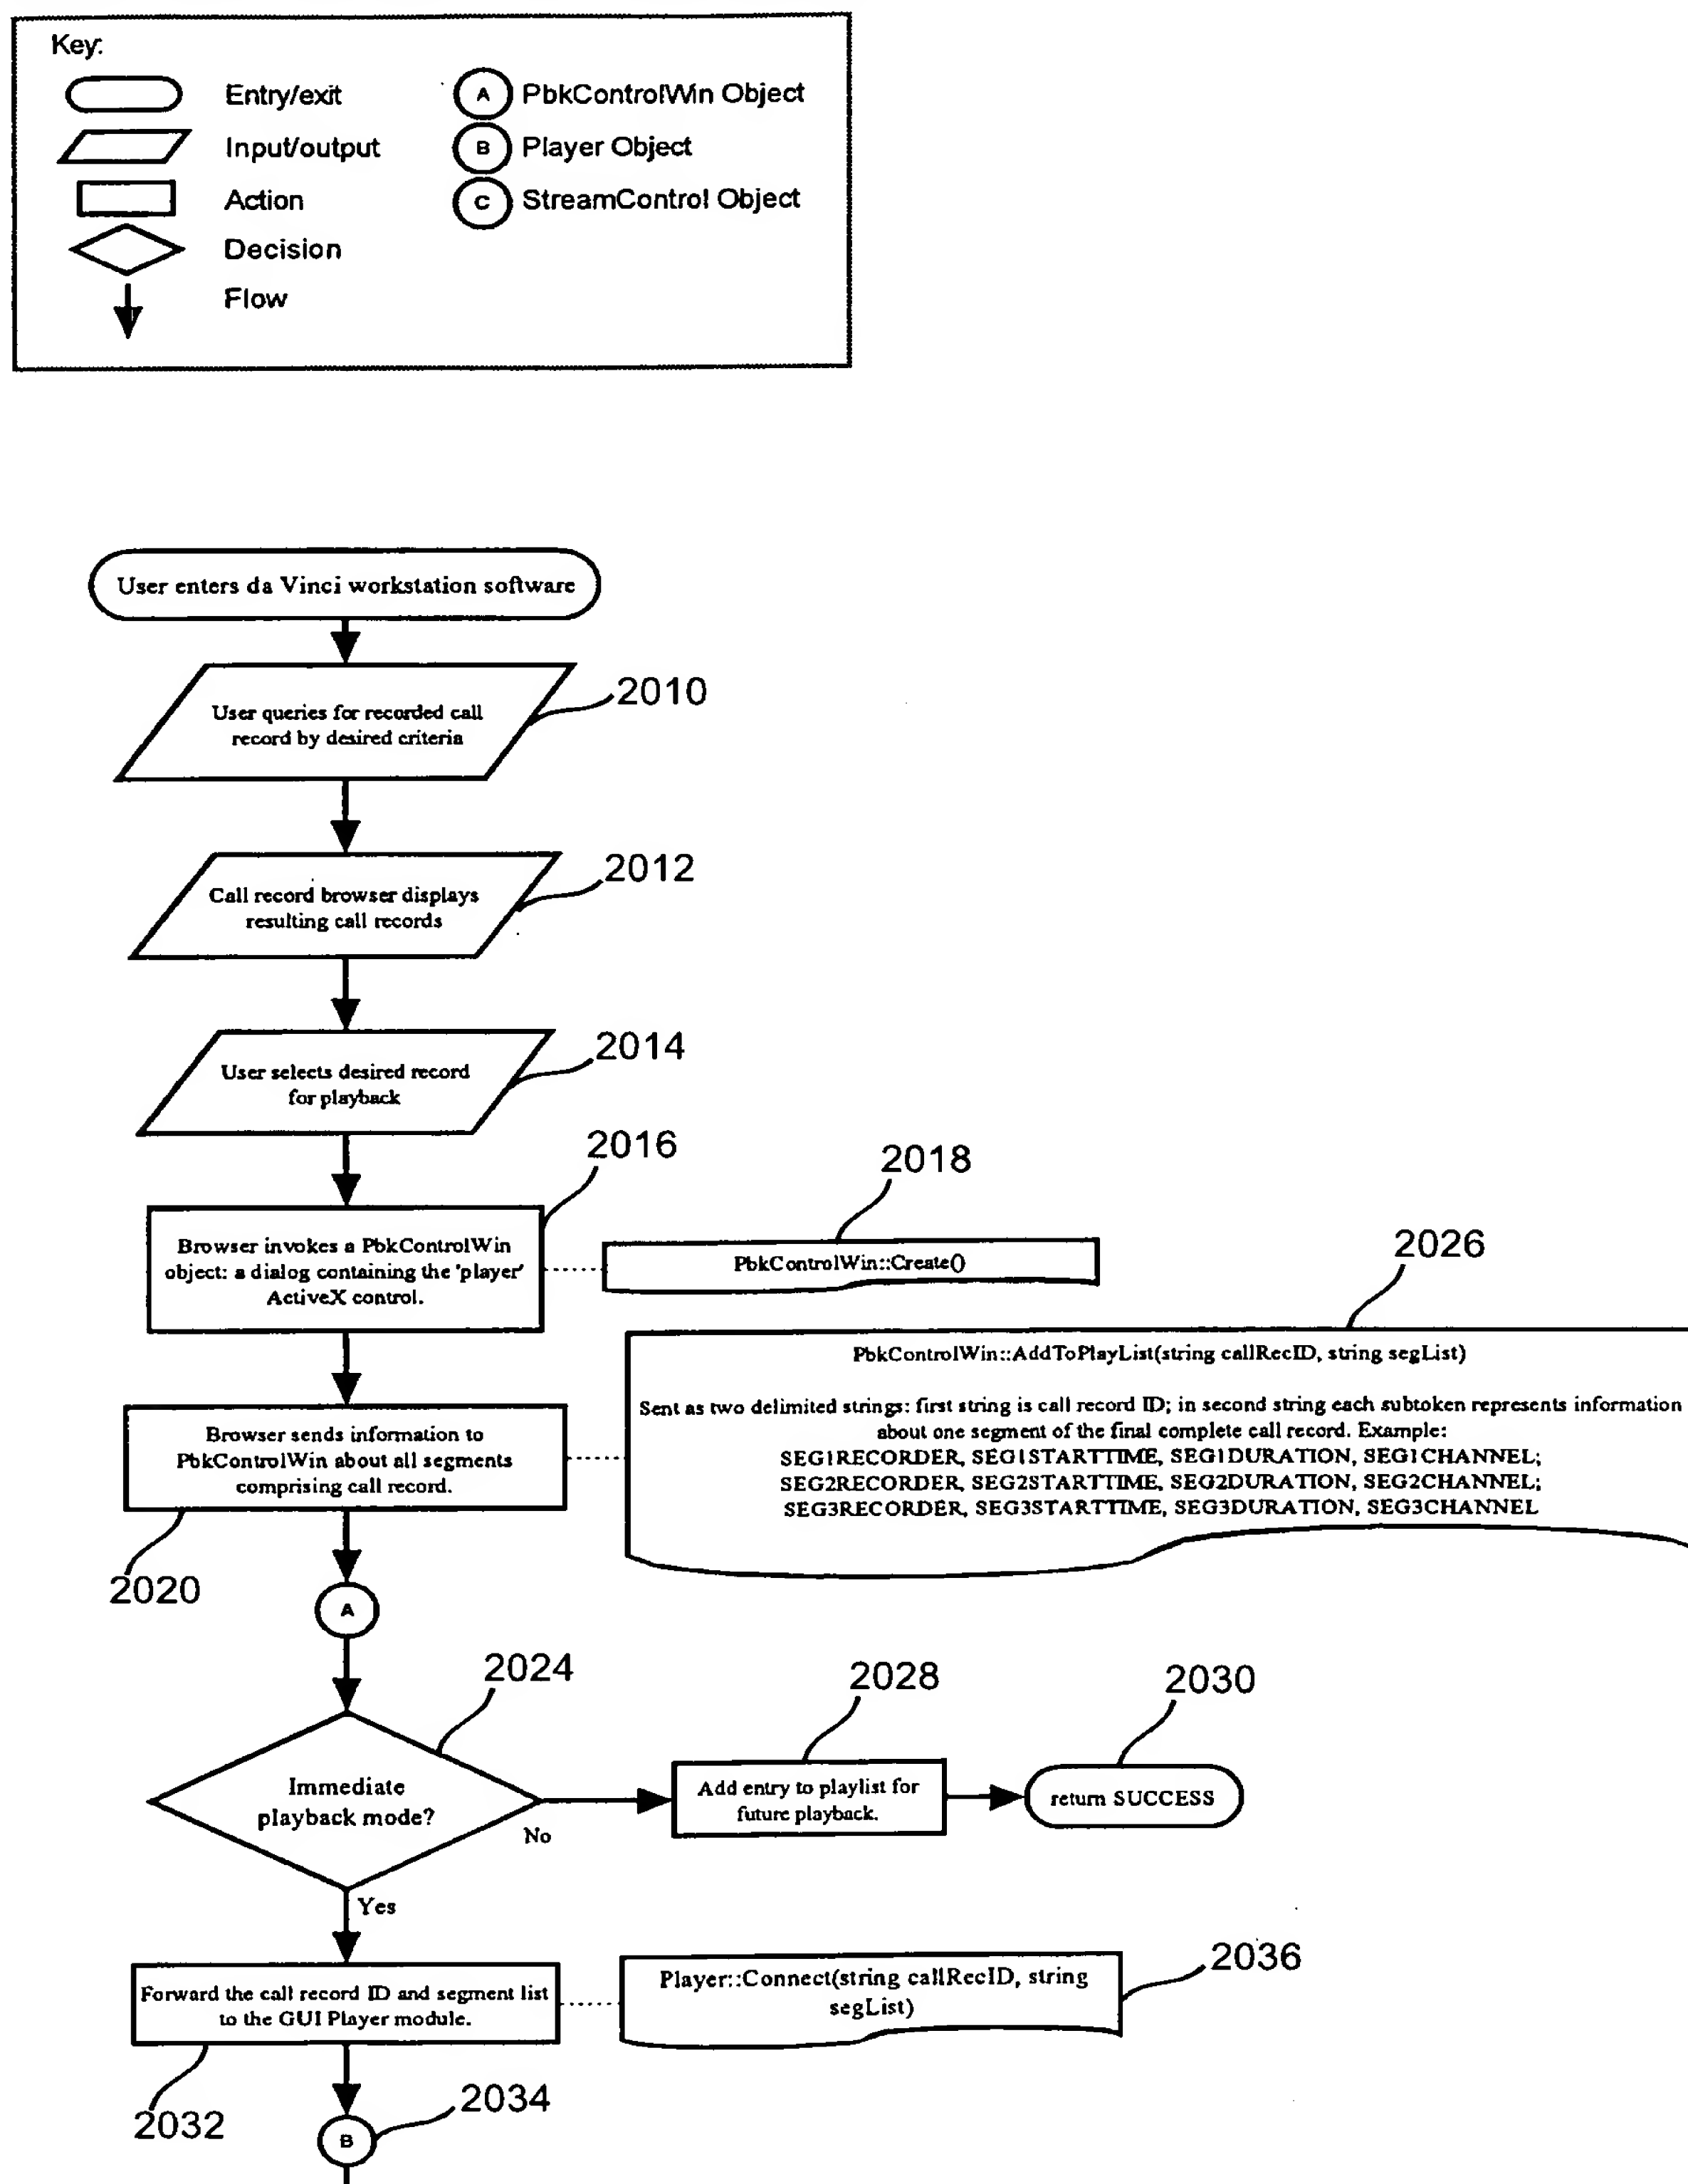 Key:
Entry/exit
A PbkControlWin Object
Input/output
B Player Object
Action
C StreamControl Object
Decision
Flow
User enters da Vinci workstation software
2010
User queries for recorded call
record by desired criteria
2012
Call record browser displays
resulting call records
2014
User selects desired record
for playback
2016
2018
Browser invokes a PbkControlWin
object: a dialog containing the 'player'
ActiveX control.
PbkControlWin::Create()
2026
PbkControlWin::AddToPlayList(string callRecID, string segList)
Sent as two delimited strings: first string is call record ID; in second string each subtoken represents information
about one segment of the final complete call record. Example:
SEG1RECORDER, SEG1STARTTIME, SEG1DURATION, SEG1CHANNEL;
SEG2RECORDER, SEG2STARTTIME, SEG2DURATION, SEG2CHANNEL;
SEG3RECORDER, SEG3STARTTIME, SEG3DURATION, SEG3CHANNEL
Browser sends information to
PbkControlWin about all segments
comprising call record.
2020
A
2024
2028
2030
Immediate
playback mode?
No
Add entry to playlist for
future playback.
return SUCCESS
Yes
2036
Forward the call record ID and segment list
to the GUI Player module.
Player::Connect(string callRecID, string
segList)
2032
2034
B